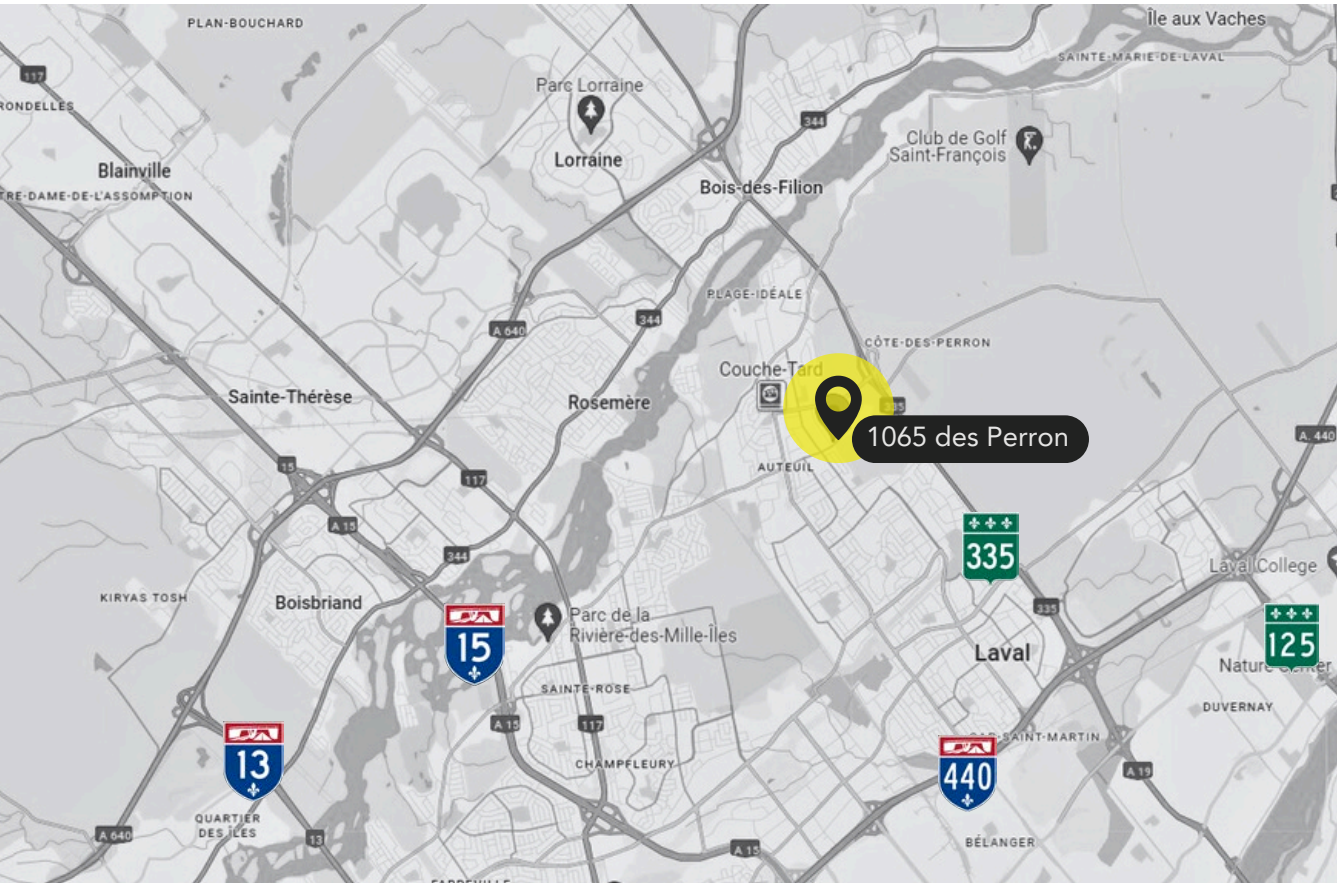 PLAN-BOUCHARD
Île aux Vaches
SAINTE-MARIE-DE-LAVAL
117
Parc Lorraine
RONDELLES
344
Club de Golf
Saint-François
Lorraine
Blainville
Bois-des-Filion
TRE-DAME-DE-L'ASSOMPTION
PLAGE-IDÉALE
344
A 640
CÔTE-DES-PERRON
Couche-Tard
Sainte-Thérèse
Rosemère
335
1065 des Perron
A. 440
AUTEUIL
15
117
A 15
335
344
Laval College
KIRYAS TOSH
Boisbriand
335
Parc de la
Rivière-des-Mille-Îles
15
125
Laval
Nature Center
SAINTE-ROSE
DUVERNAY
A 15
117
SAINT-MARTIN
13
CHAMPFLEURY
440
A 19
QUARTIER
DES ÎLES
A 640
13
BÉLANGER
A 15